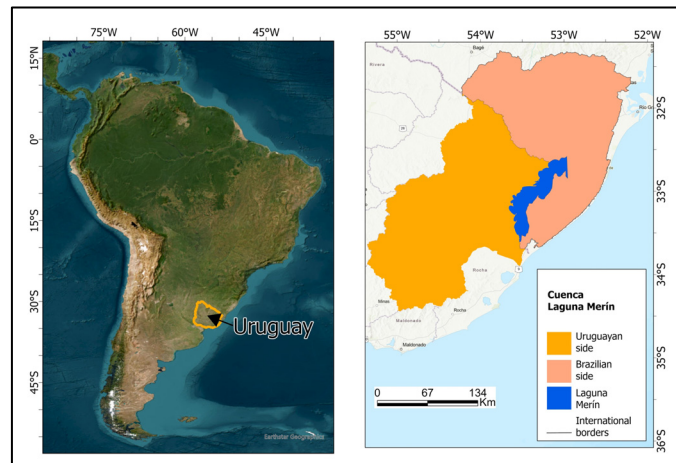 75°W 60°W 45°W
15°N
0°
15°S
30°S
45°S
Uruguay
Earthstar Geographics
55°W 54°W 53°W 52°W
32°S
33°S
34°S
35°S
36°S
Bagé
Rivera
26
Rio Gr
Rocha
9
Minas
Rocha
Maldonado
Maldonado
Cuenca
Laguna Merín
Uruguayan
side
Brazilian
side
Laguna
Merín
International
borders
0 67 134
Km